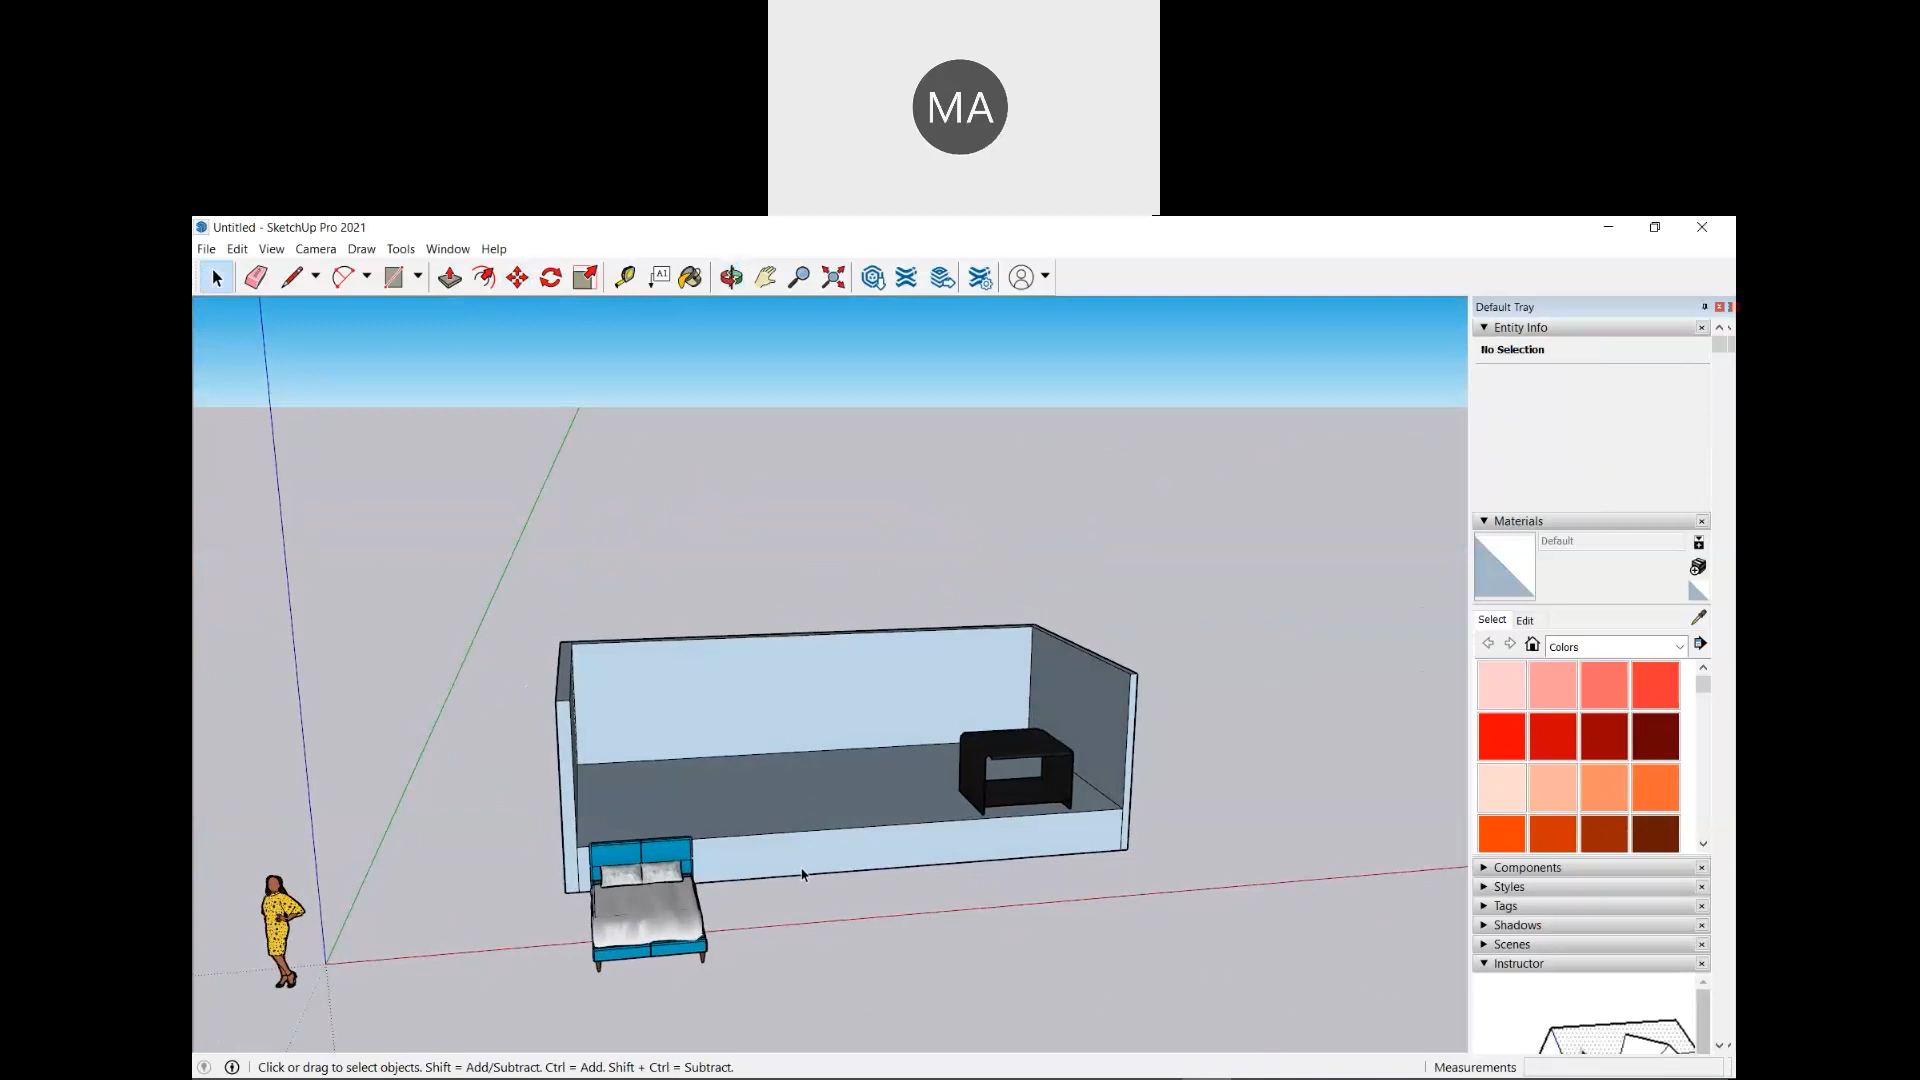 MA
Untitled - SketchUp Pro 2021
File Edit View Camera Draw Tools Window Help
A1
Default Tray
Entity Info
No Selection
Materials
Default
Select Edit
Colors
Components
Styles
Tags
Shadows
Scenes
Instructor
Click or drag to select objects. Shift = Add/Subtract. Ctrl = Add. Shift + Ctrl = Subtract.
Measurements